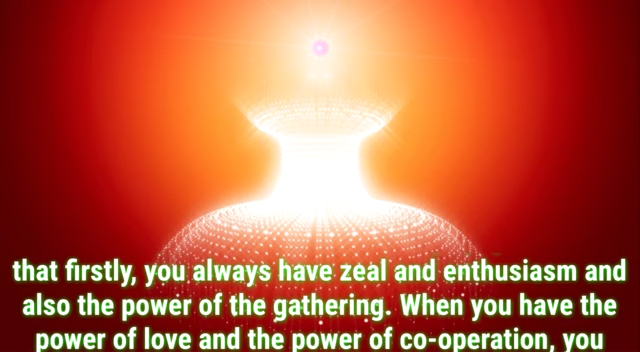 that firstly, you always have zeal and enthusiasm and
also the power of the gathering. When you have the
power of love and the power of co-operation, you